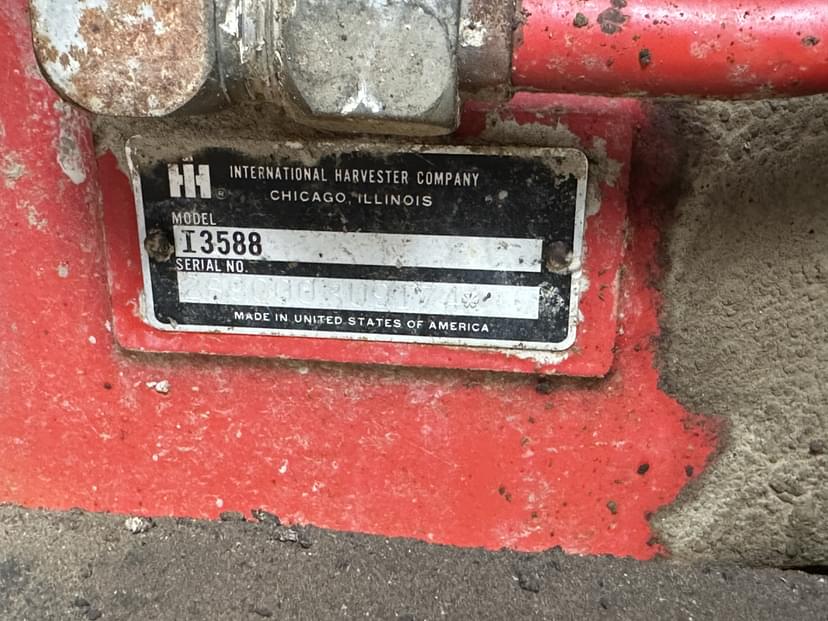 IH ® INTERNATIONAL HARVESTER COMPANY
CHICAGO, ILLINOIS
MODEL
I3588
SERIAL NO.
MADE IN UNITED STATES OF AMERICA